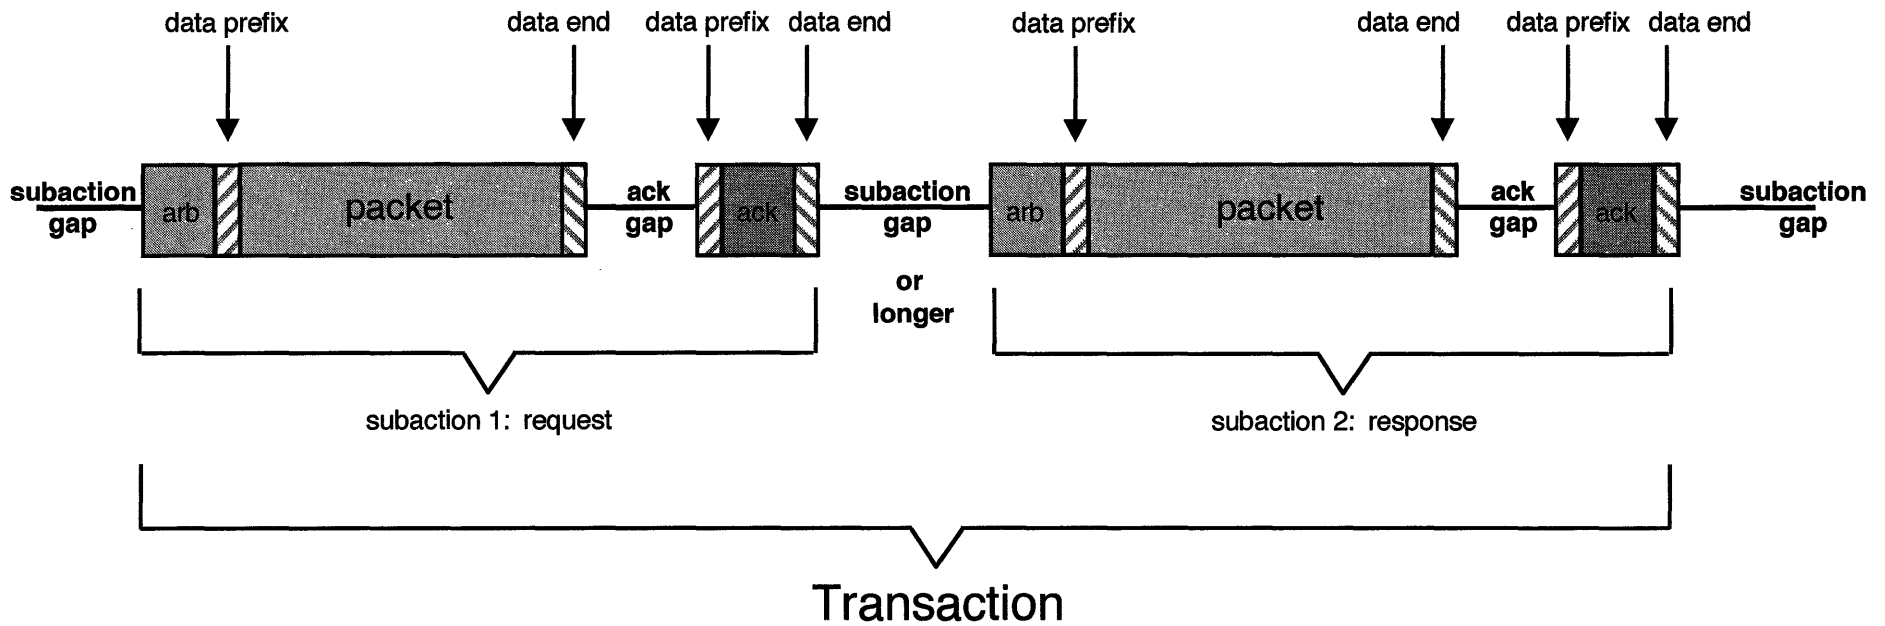 data prefix data end data prefix data end data prefix data end data prefix data end
subaction gap arb packet ack gap ack subaction gap arb packet ack gap ack subaction gap
or
longer
subaction 1: request subaction 2: response
Transaction